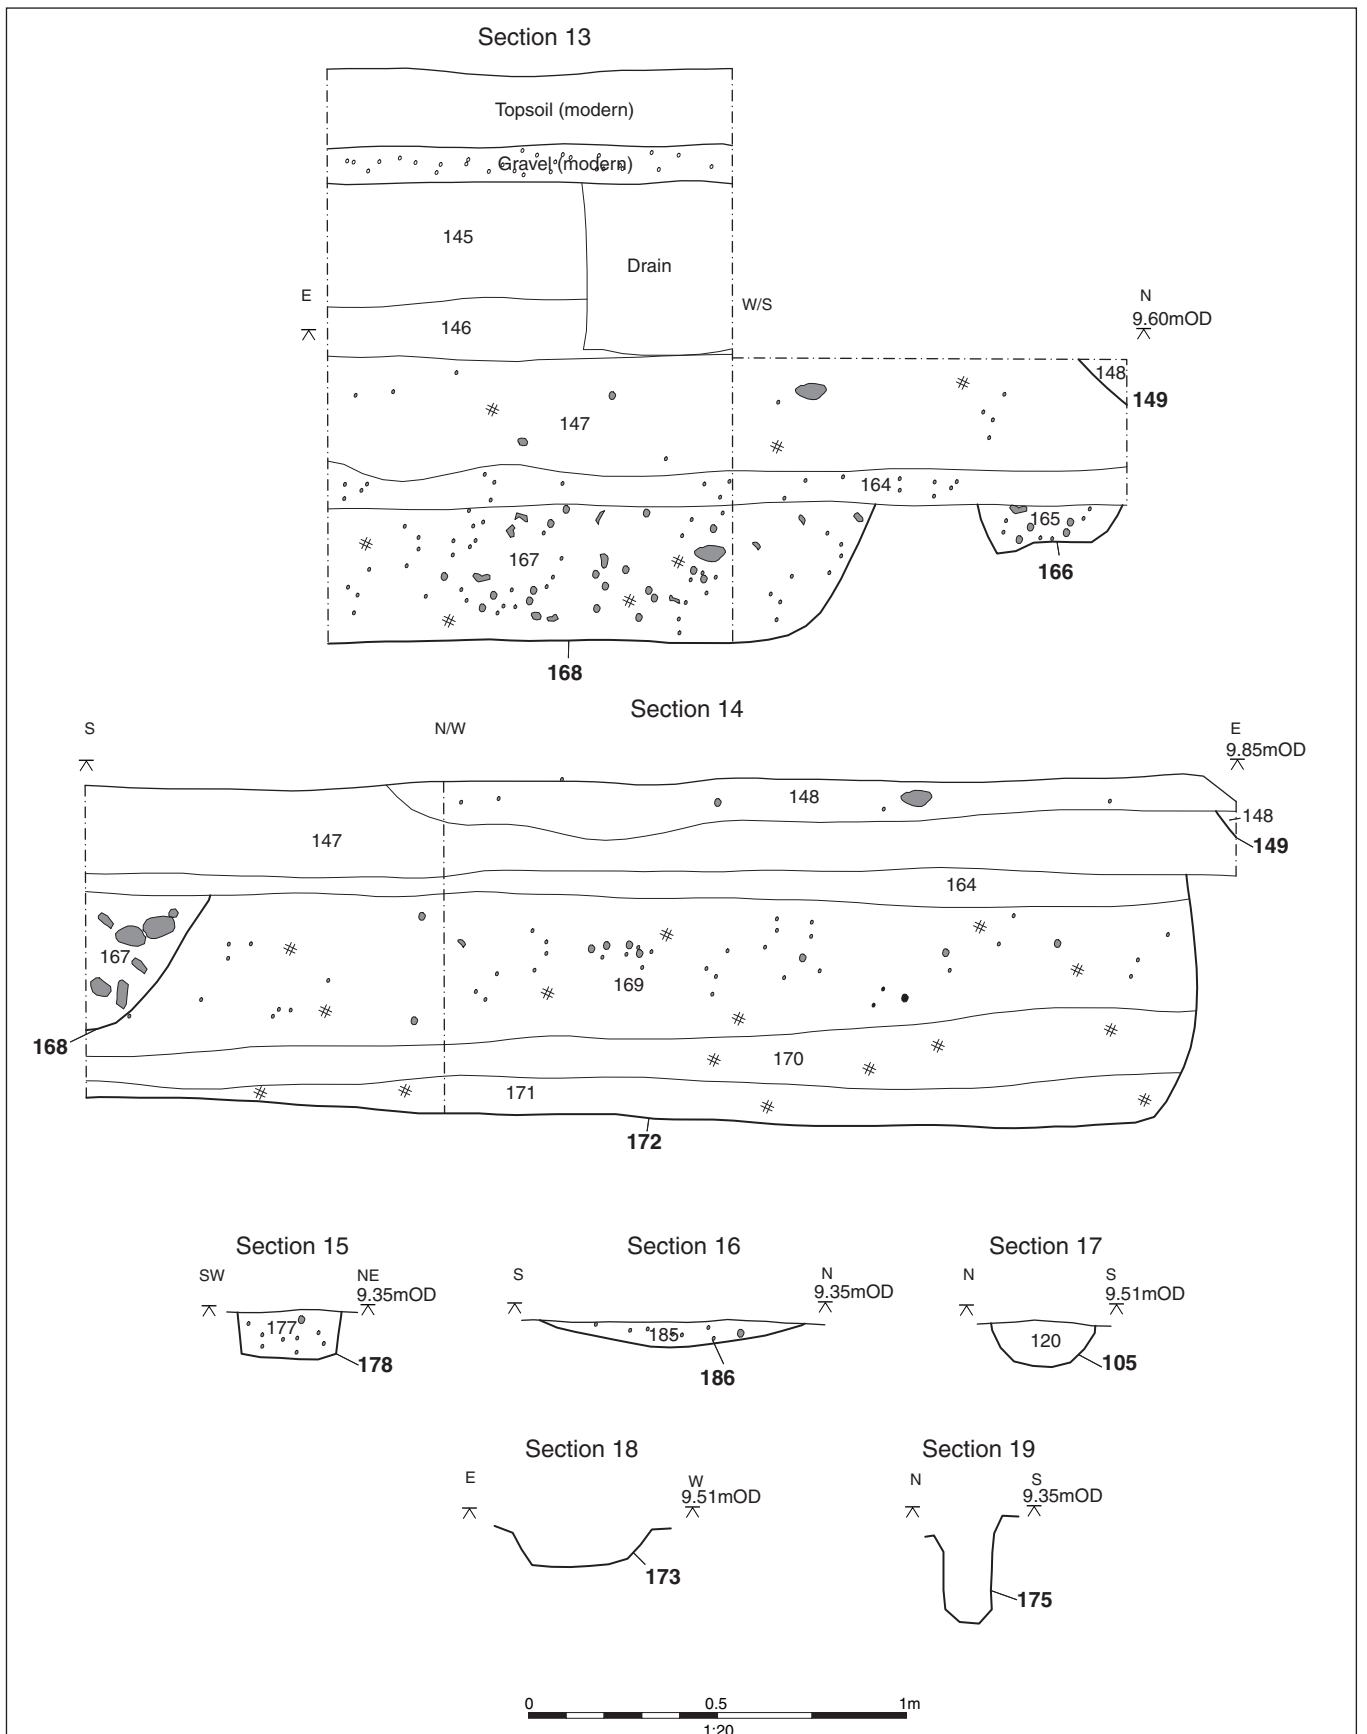 Section 13
Topsoil (modern)
Gravel (modern)
145
Drain
E
W/S
N
9.60mOD
146
148
149
147
164
165
167
166
168
Section 14
S
N/W
E
9.85mOD
148
148
147
149
164
167
169
168
170
171
172
Section 15
Section 16
Section 17
SW
NE
9.35mOD
S
N
9.35mOD
N
S
9.51mOD
177
185
120
178
186
105
Section 18
Section 19
E
W
9.51mOD
N
S
9.35mOD
173
175
0
0.5
1m
1:20